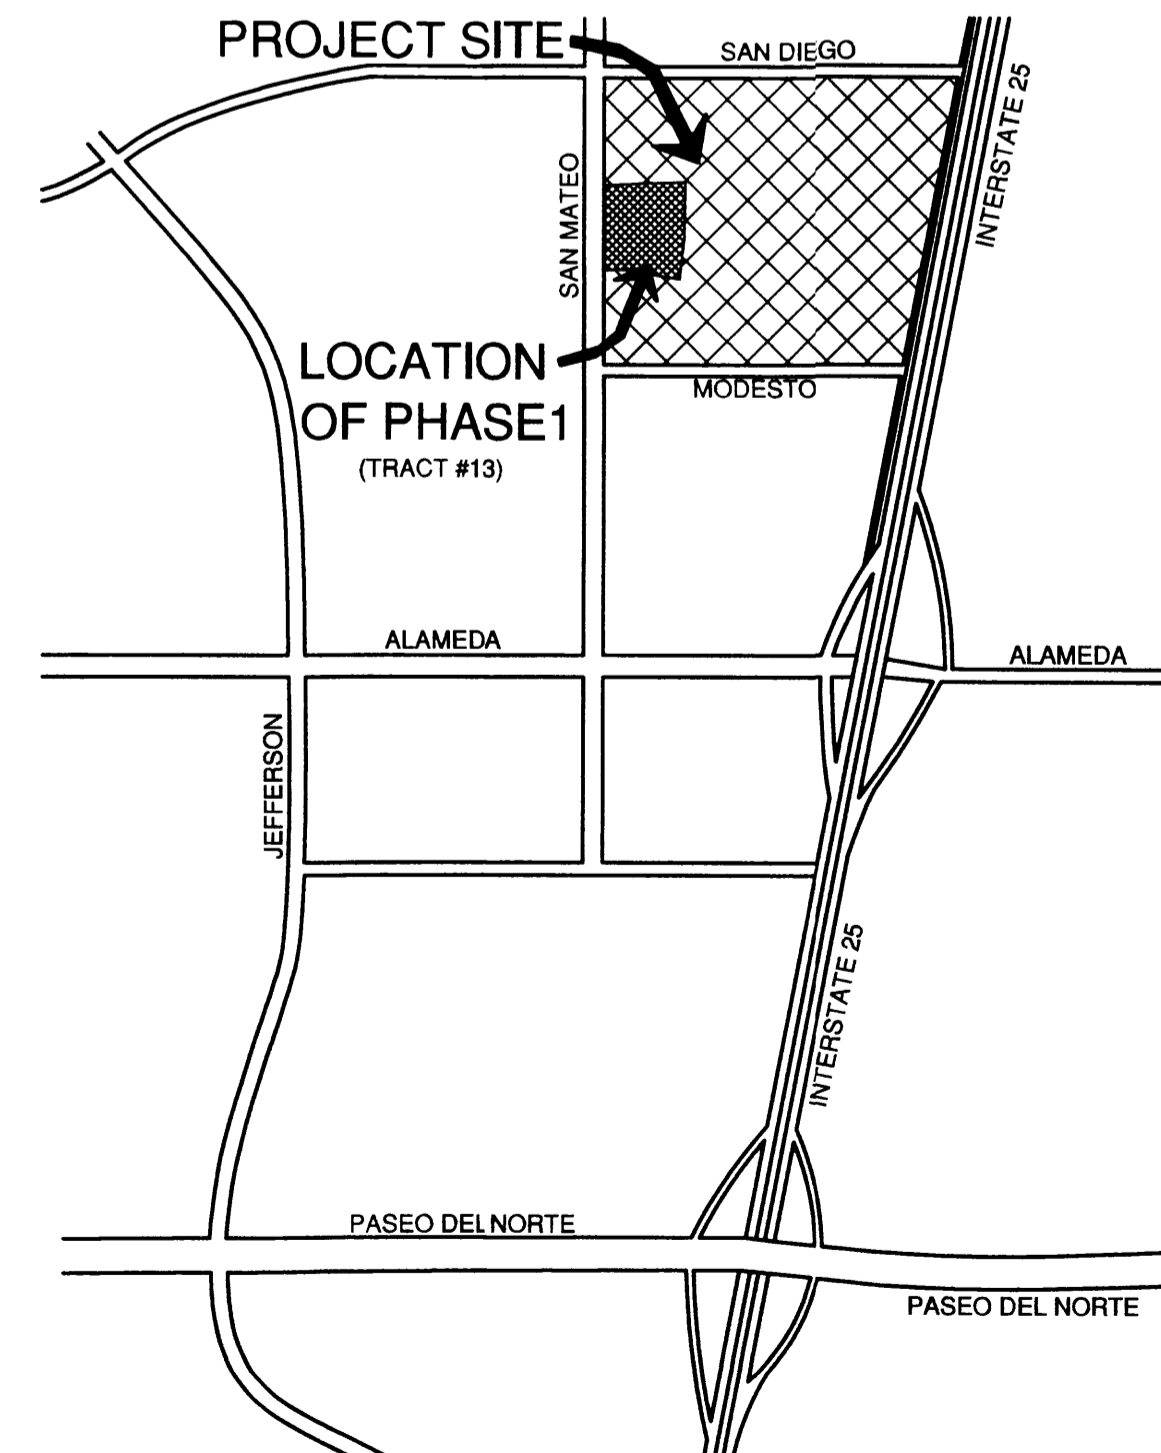 PROJECT SITE
SAN DIEGO
INTERSTATE 25
SAN MATEO
LOCATION
OF PHASE1
(TRACT #13)
MODESTO
ALAMEDA
ALAMEDA
JEFFERSON
INTERSTATE 25
PASEO DEL NORTE
PASEO DEL NORTE